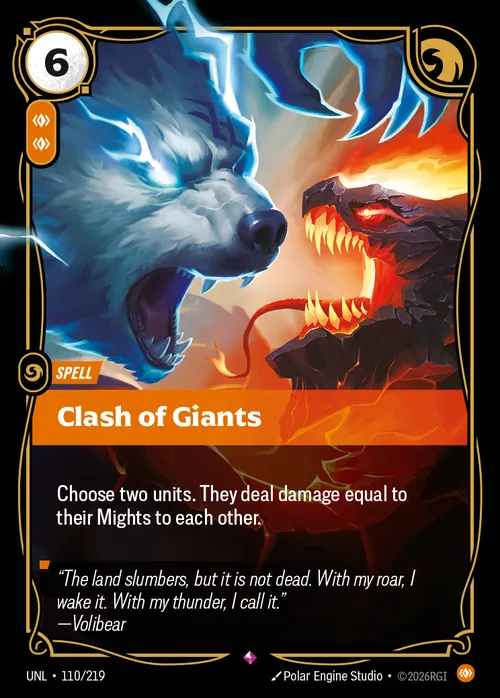 6
SPELL
Clash of Giants
Choose two units. They deal damage equal to
their Mights to each other.
“The land slumbers, but it is not dead. With my roar, I
wake it. With my thunder, I call it.”
—Volibear
UNL • 110/219
Polar Engine Studio • ©2026RGI